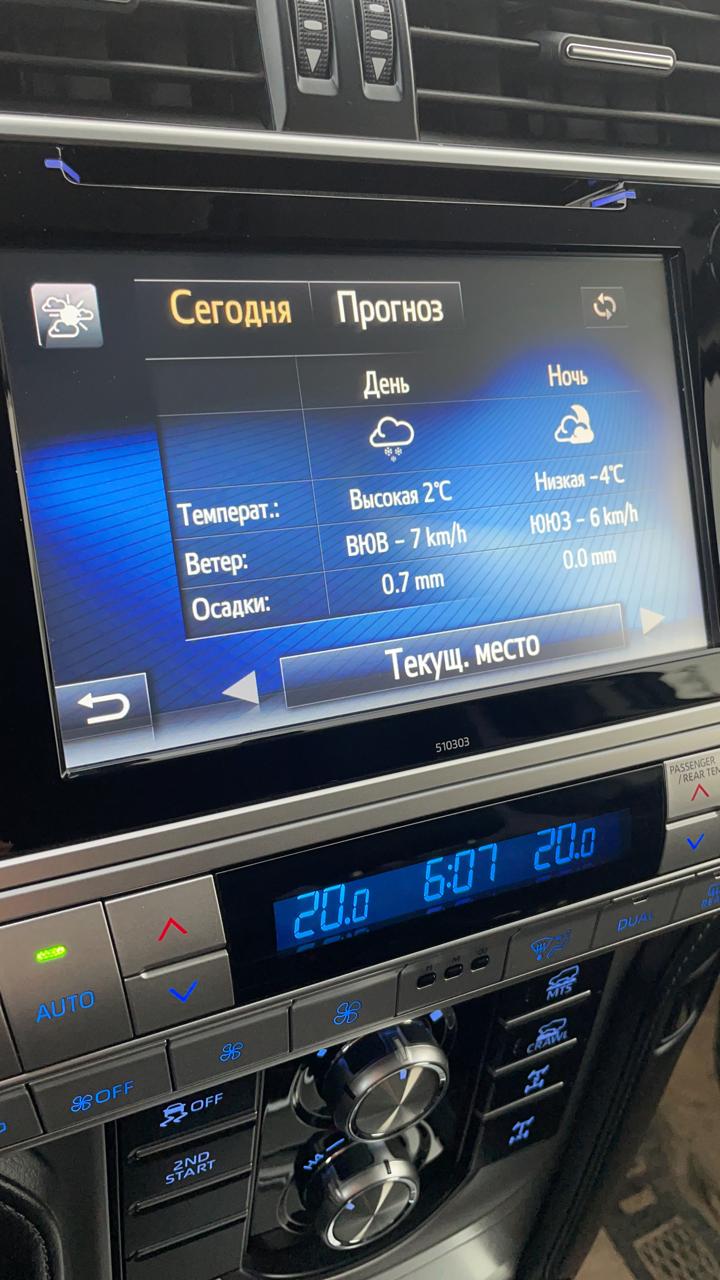 Сегодня Прогноз
День Ночь
Температ.: Высокая 2°C Низкая -4°C
Ветер: ВЮВ - 7 km/h ЮЮЗ - 6 km/h
Осадки: 0.7 mm 0.0 mm
Текущ. место
510303
PASSENGER
/REAR TEM
20.0 6:07 20.0
AUTO
DUAL
OFF
MTS
CRAWL
OFF
2ND
START
H4